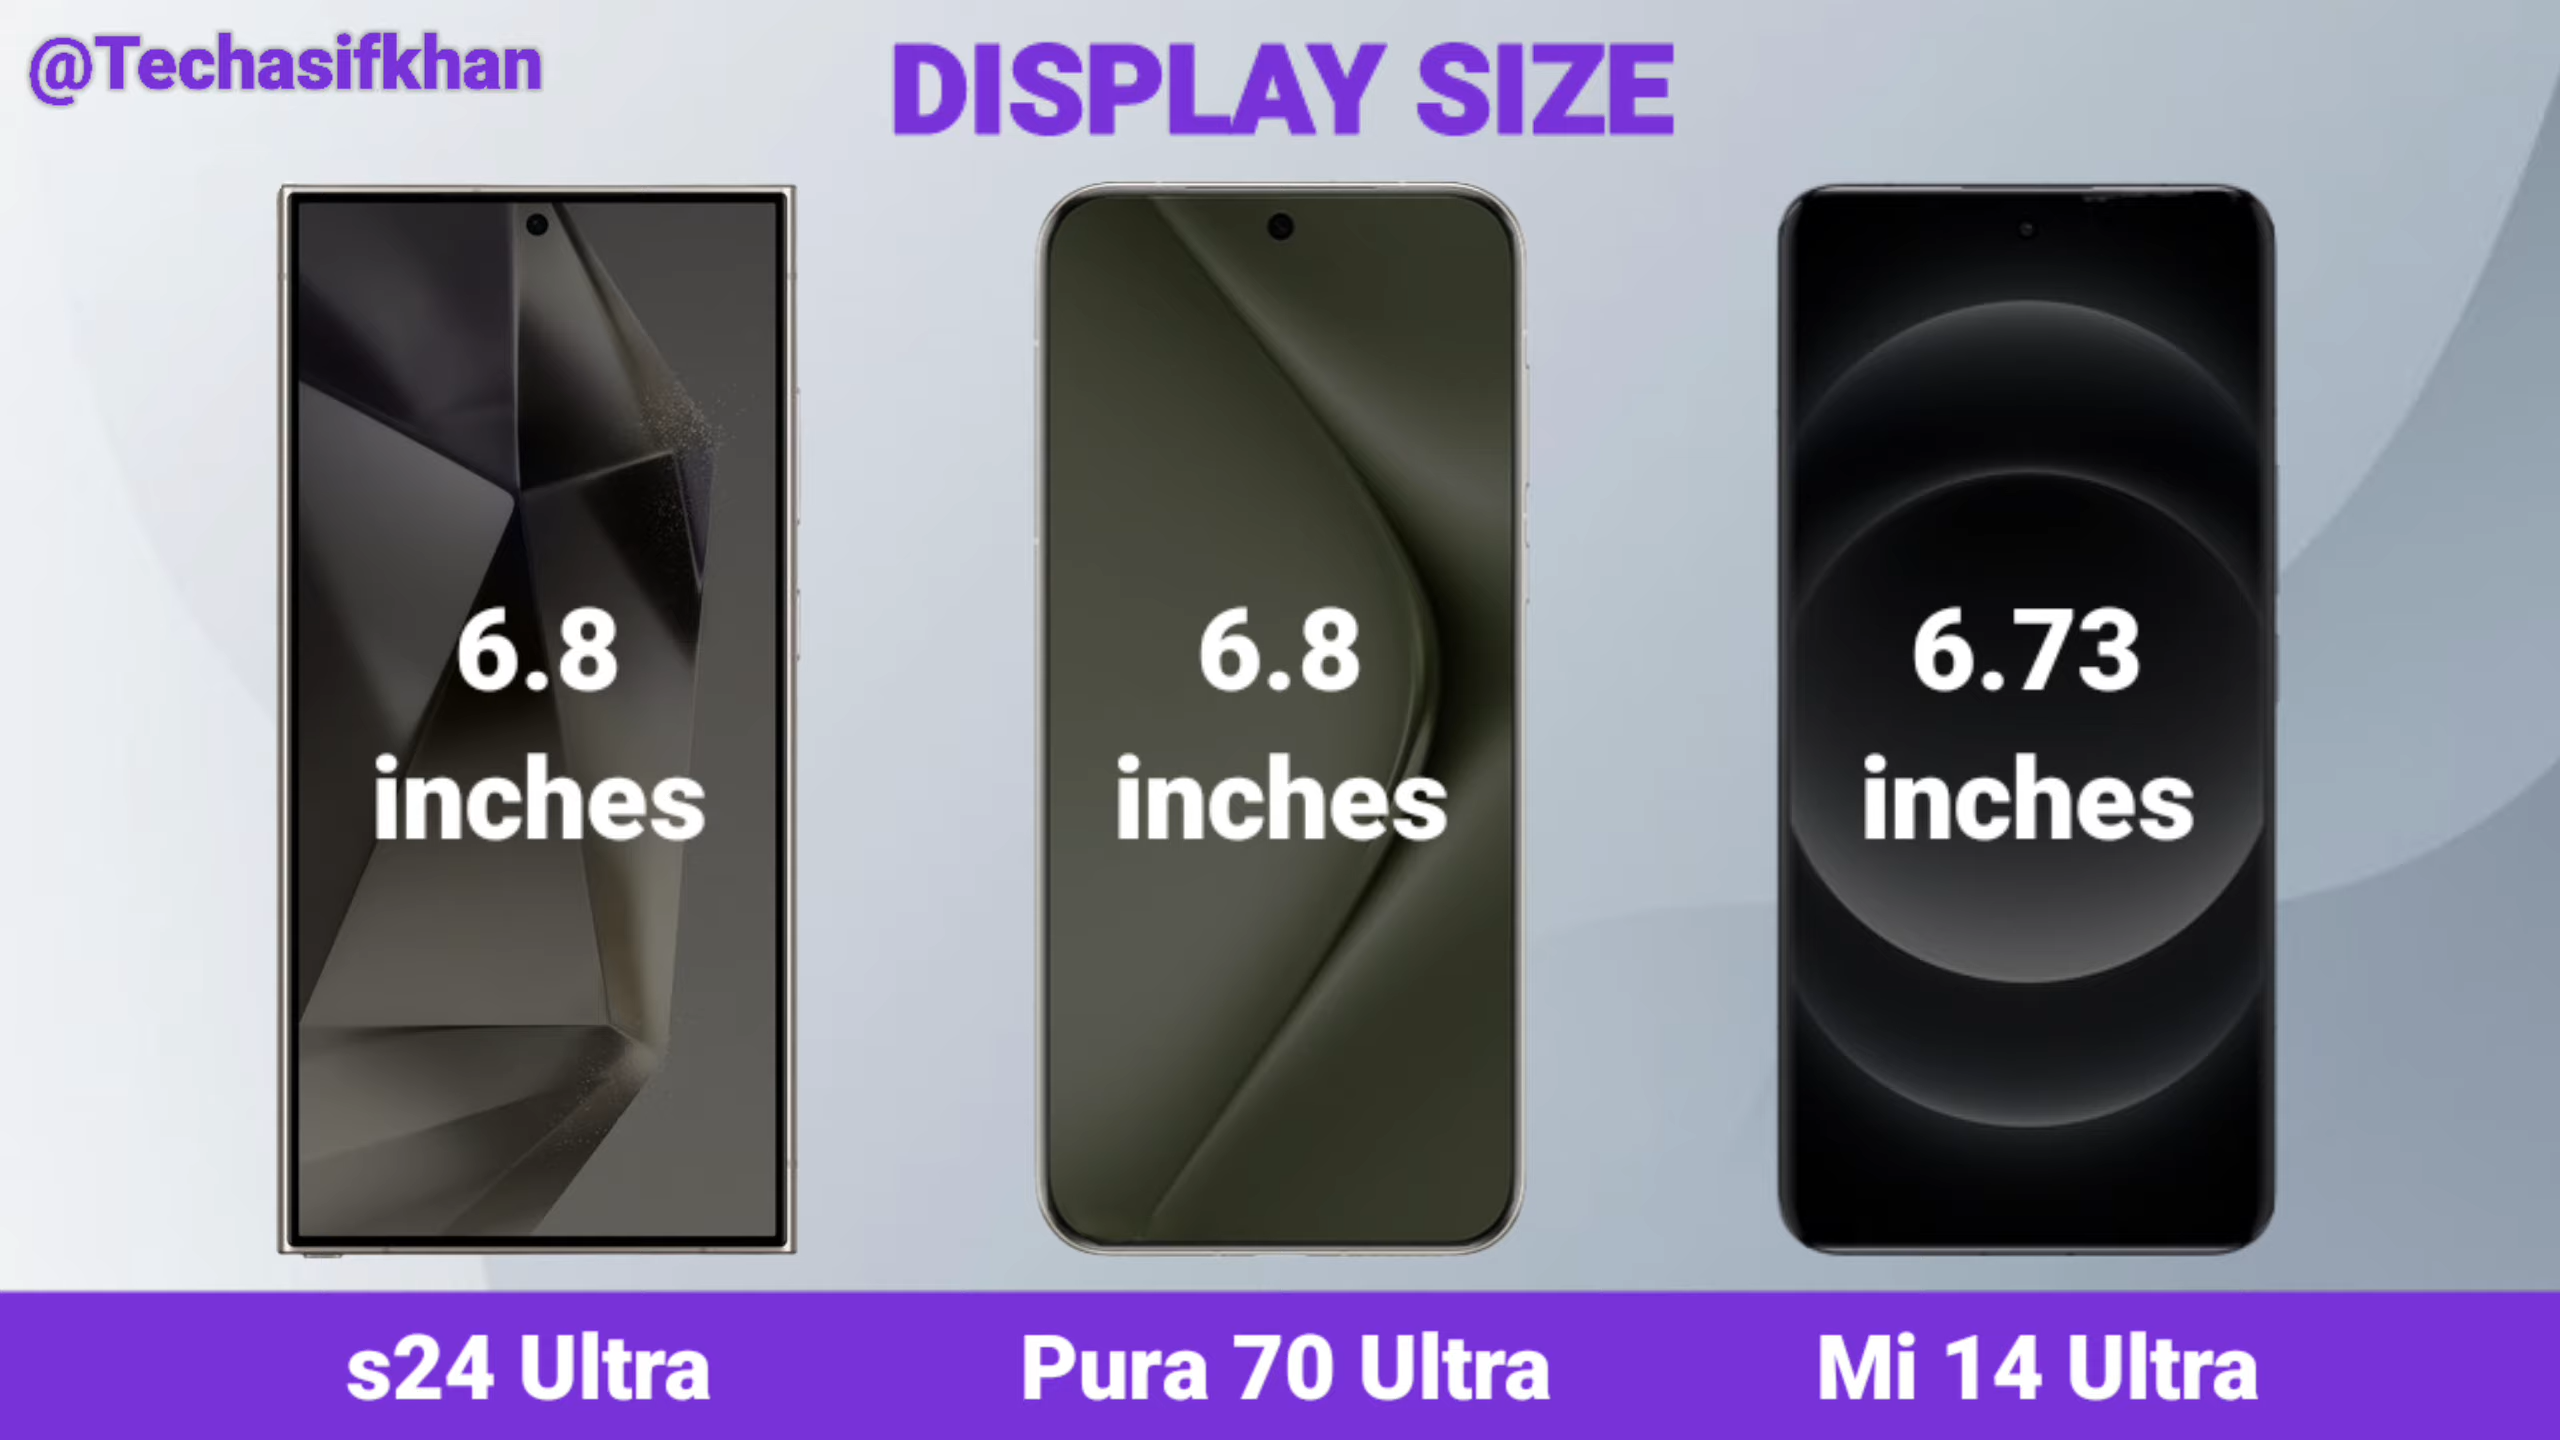 @Techasifkhan
DISPLAY SIZE
6.8
inches
6.8
inches
6.73
inches
s24 Ultra
Pura 70 Ultra
Mi 14 Ultra